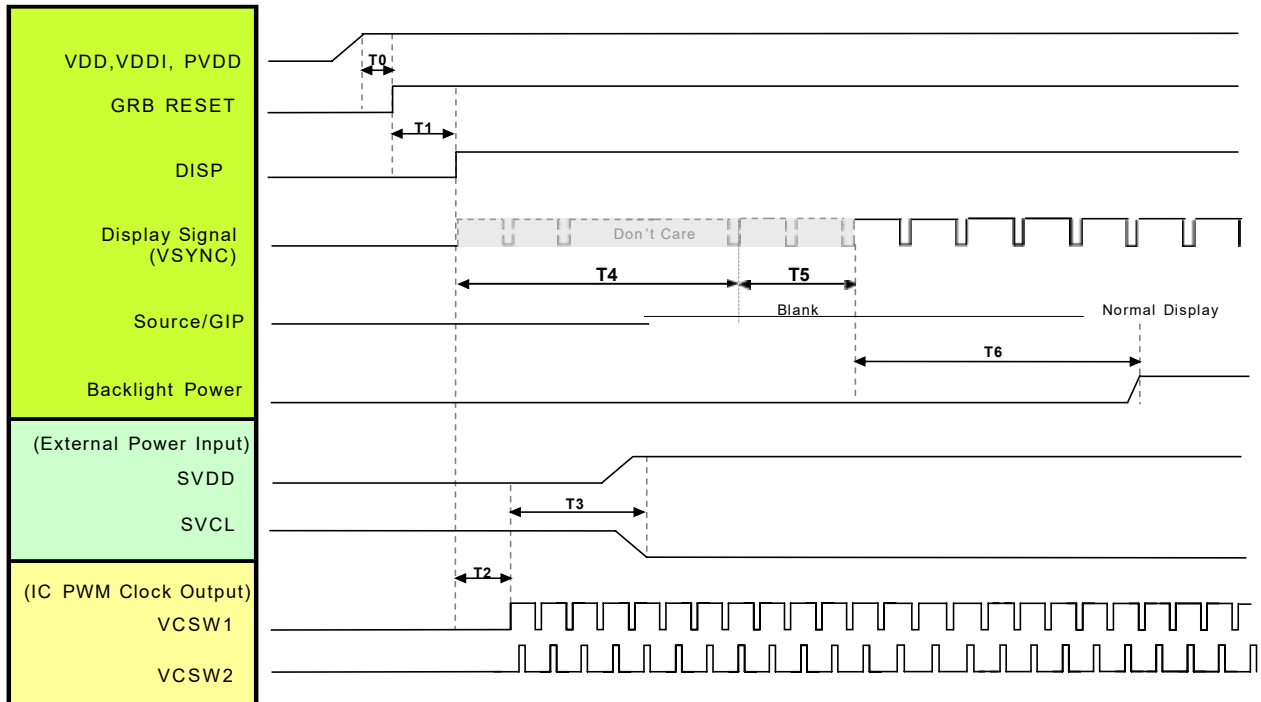 VDD,VDDI, PVDD
T0
GRB RESET
T1
DISP
Display Signal
(VSYNC)
Don't Care
T4
T5
Source/GIP
Blank
Normal Display
T6
Backlight Power
(External Power Input)
SVDD
T3
SVCL
T2
(IC PWM Clock Output)
VCSW1
VCSW2